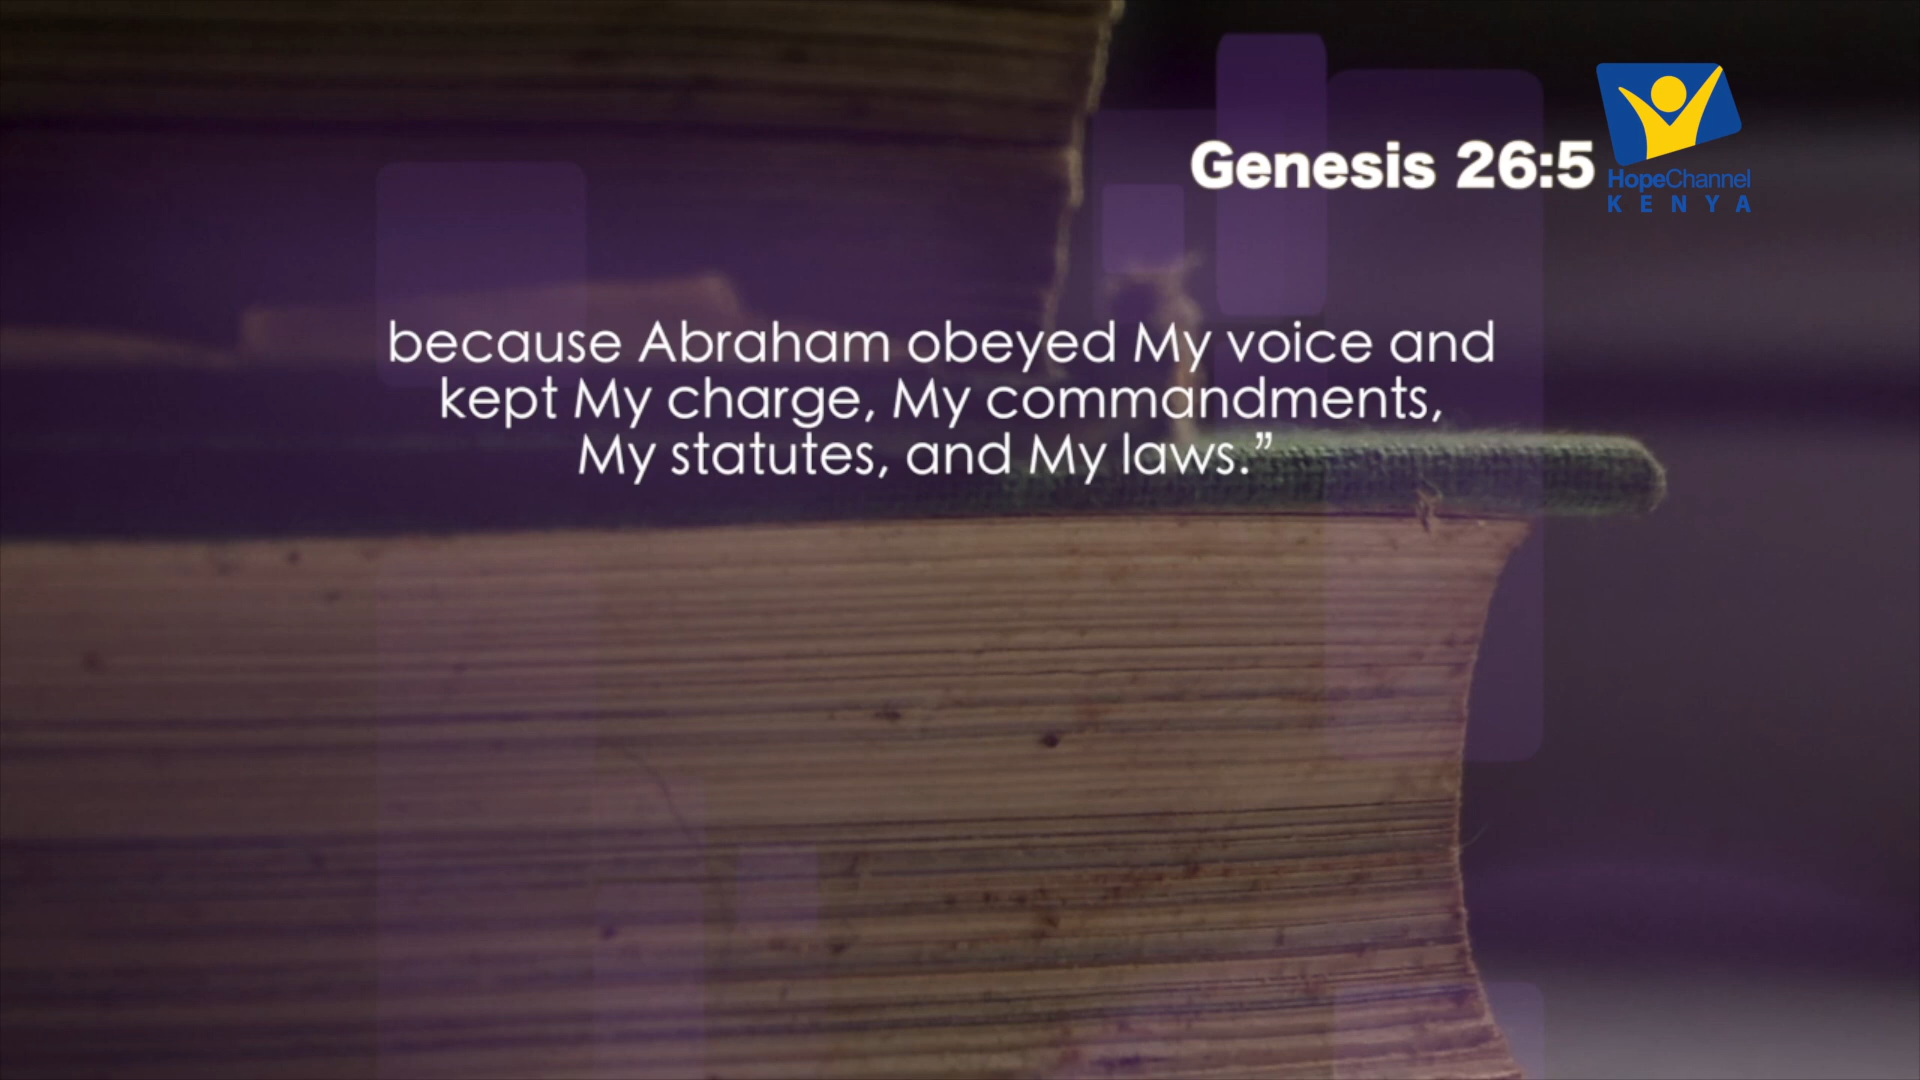 Genesis 26:5
HopeChannel
KENYA
because Abraham obeyed My voice and
kept My charge, My commandments,
My statutes, and My laws.”